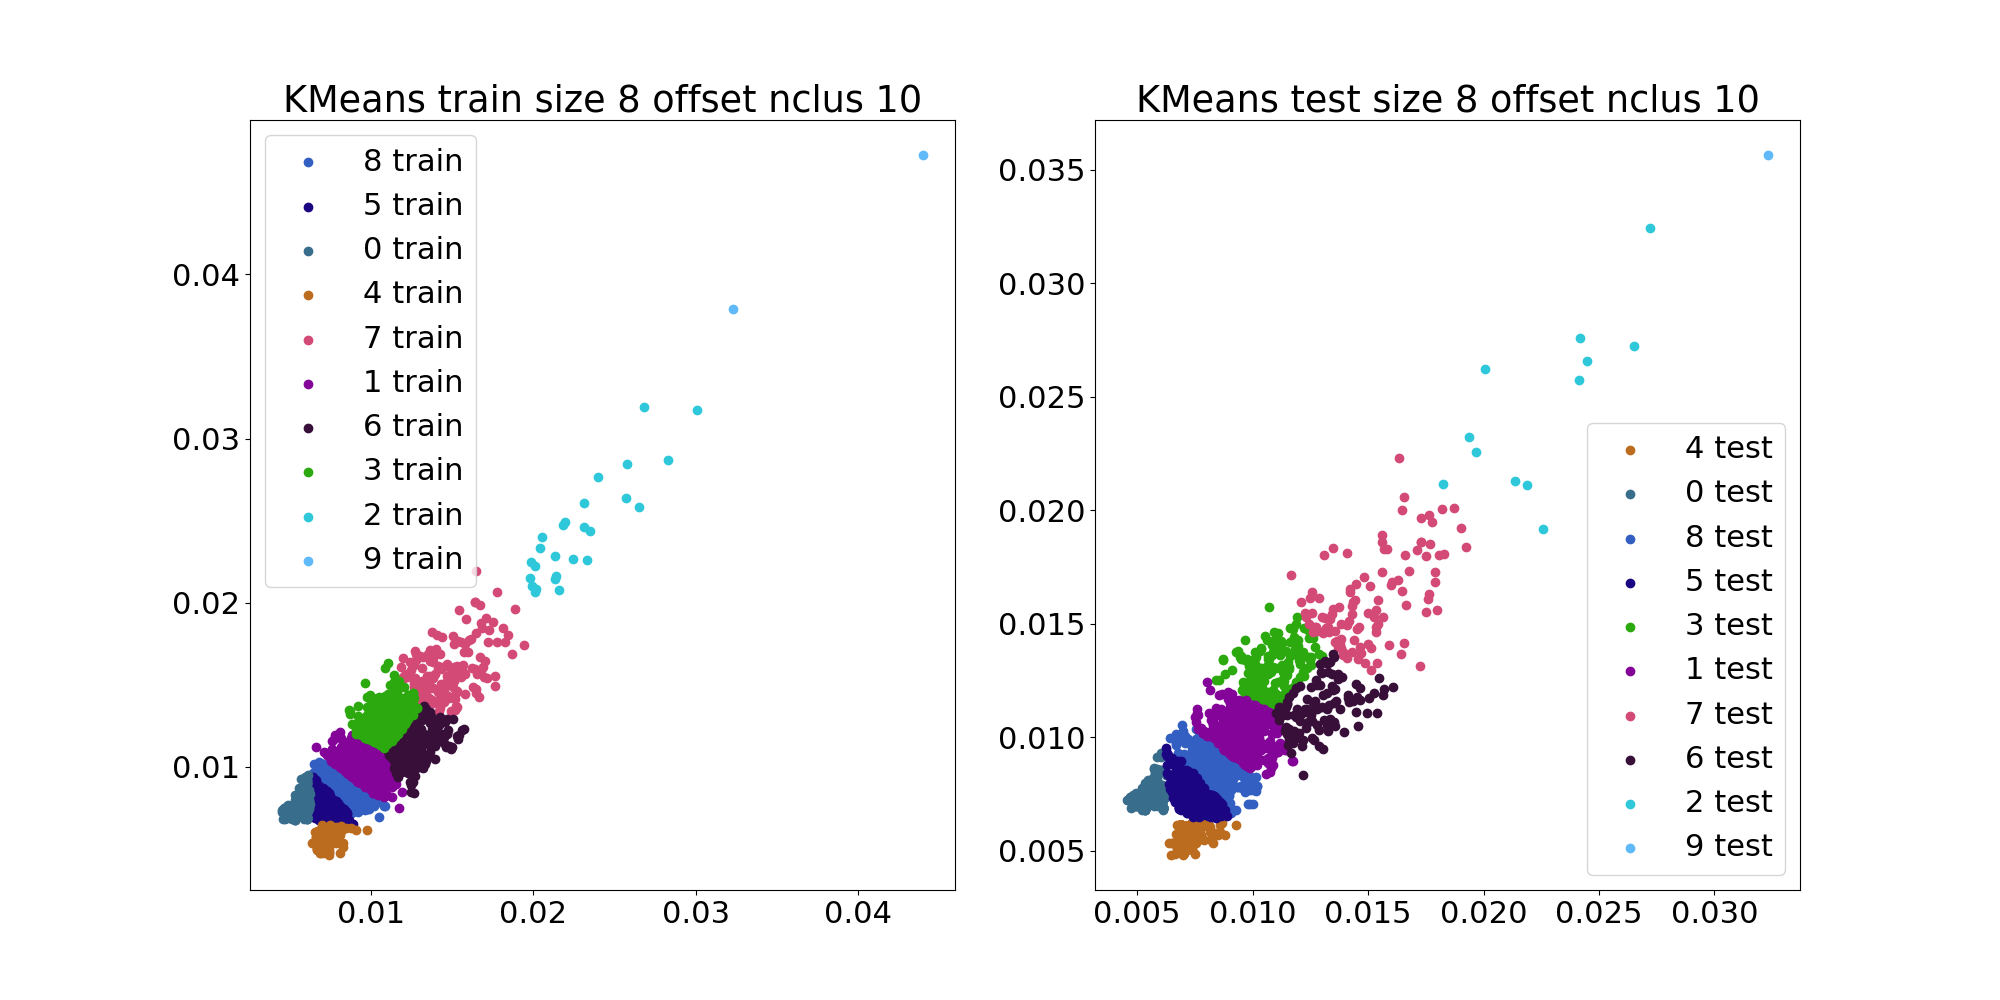 KMeans train size 8 offset nclus 10
8 train
5 train
0 train
4 train
7 train
1 train
6 train
3 train
2 train
9 train
0.04
0.03
0.02
0.01
0.01 0.02 0.03 0.04
KMeans test size 8 offset nclus 10
0.035
0.030
0.025
0.020
0.015
0.010
0.005
4 test
0 test
8 test
5 test
3 test
1 test
7 test
6 test
2 test
9 test
0.005 0.010 0.015 0.020 0.025 0.030